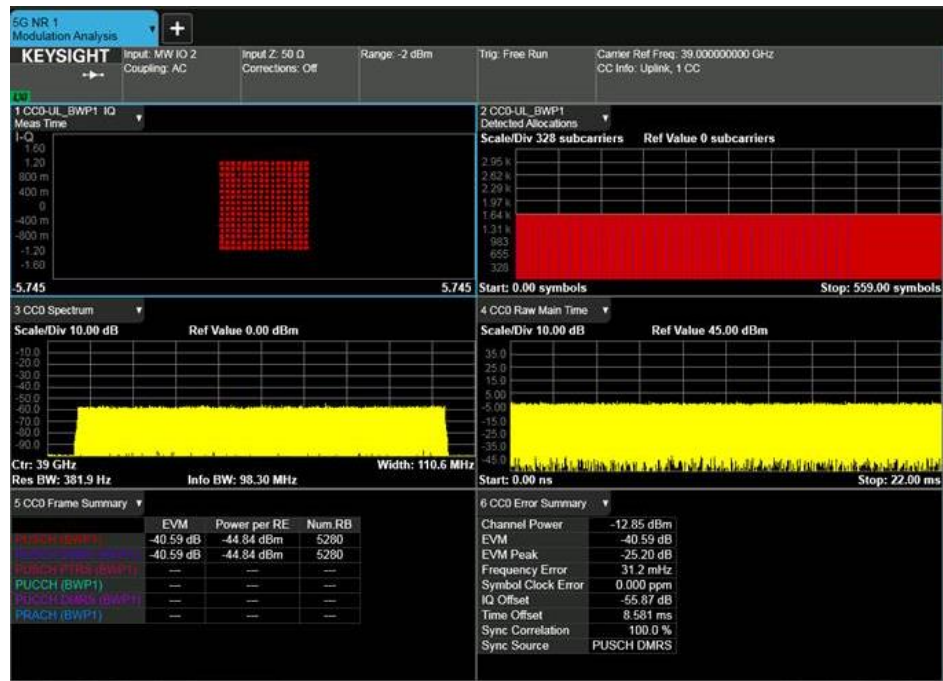 5G NR 1
Modulation Analysis
+
KEYSIGHT
LXI
Input: MW IO 2
Coupling: AC
Input Z: 50 Ω
Corrections: Off
Range: -2 dBm
Trig: Free Run
Carrier Ref Freq: 39.000000000 GHz
CC Info: Uplink, 1 CC
1 CC0-UL_BWP1 IQ
Meas Time
I-Q
1.60
1.20
800 m
400 m
0
-400 m
-800 m
-1.20
-1.60
-5.745 5.745
2 CC0-UL_BWP1
Detected Allocations
Scale/Div 328 subcarriers Ref Value 0 subcarriers
2.95 k
2.62 k
2.29 k
1.97 k
1.64 k
1.31 k
983
655
328
Start: 0.00 symbols Stop: 559.00 symbols
3 CC0 Spectrum
Scale/Div 10.00 dB Ref Value 0.00 dBm
-10.0
-20.0
-30.0
-40.0
-50.0
-60.0
-70.0
-80.0
-90.0
Ctr: 39 GHz Width: 110.6 MHz
Res BW: 381.9 Hz Info BW: 98.30 MHz
4 CC0 Raw Main Time
Scale/Div 10.00 dB Ref Value 45.00 dBm
35.0
25.0
15.0
5.00
-5.00
-15.0
-25.0
-35.0
-45.0
Start: 0.00 ns Stop: 22.00 ms
5 CC0 Frame Summary
EVM Power per RE Num.RB
PUSCH (BWP1) -40.59 dB -44.84 dBm 5280
PUSCH DMRS (BWP1) -40.59 dB -44.84 dBm 5280
PUSCH PTRS (BWP1) --- --- ---
PUCCH (BWP1) --- --- ---
PUCCH DMRS (BWP1) --- --- ---
PRACH (BWP1) --- --- ---
6 CC0 Error Summary
Channel Power -12.85 dBm
EVM -40.59 dB
EVM Peak -25.20 dB
Frequency Error 31.2 mHz
Symbol Clock Error 0.000 ppm
IQ Offset -55.87 dB
Time Offset 8.581 ms
Sync Correlation 100.0 %
Sync Source PUSCH DMRS